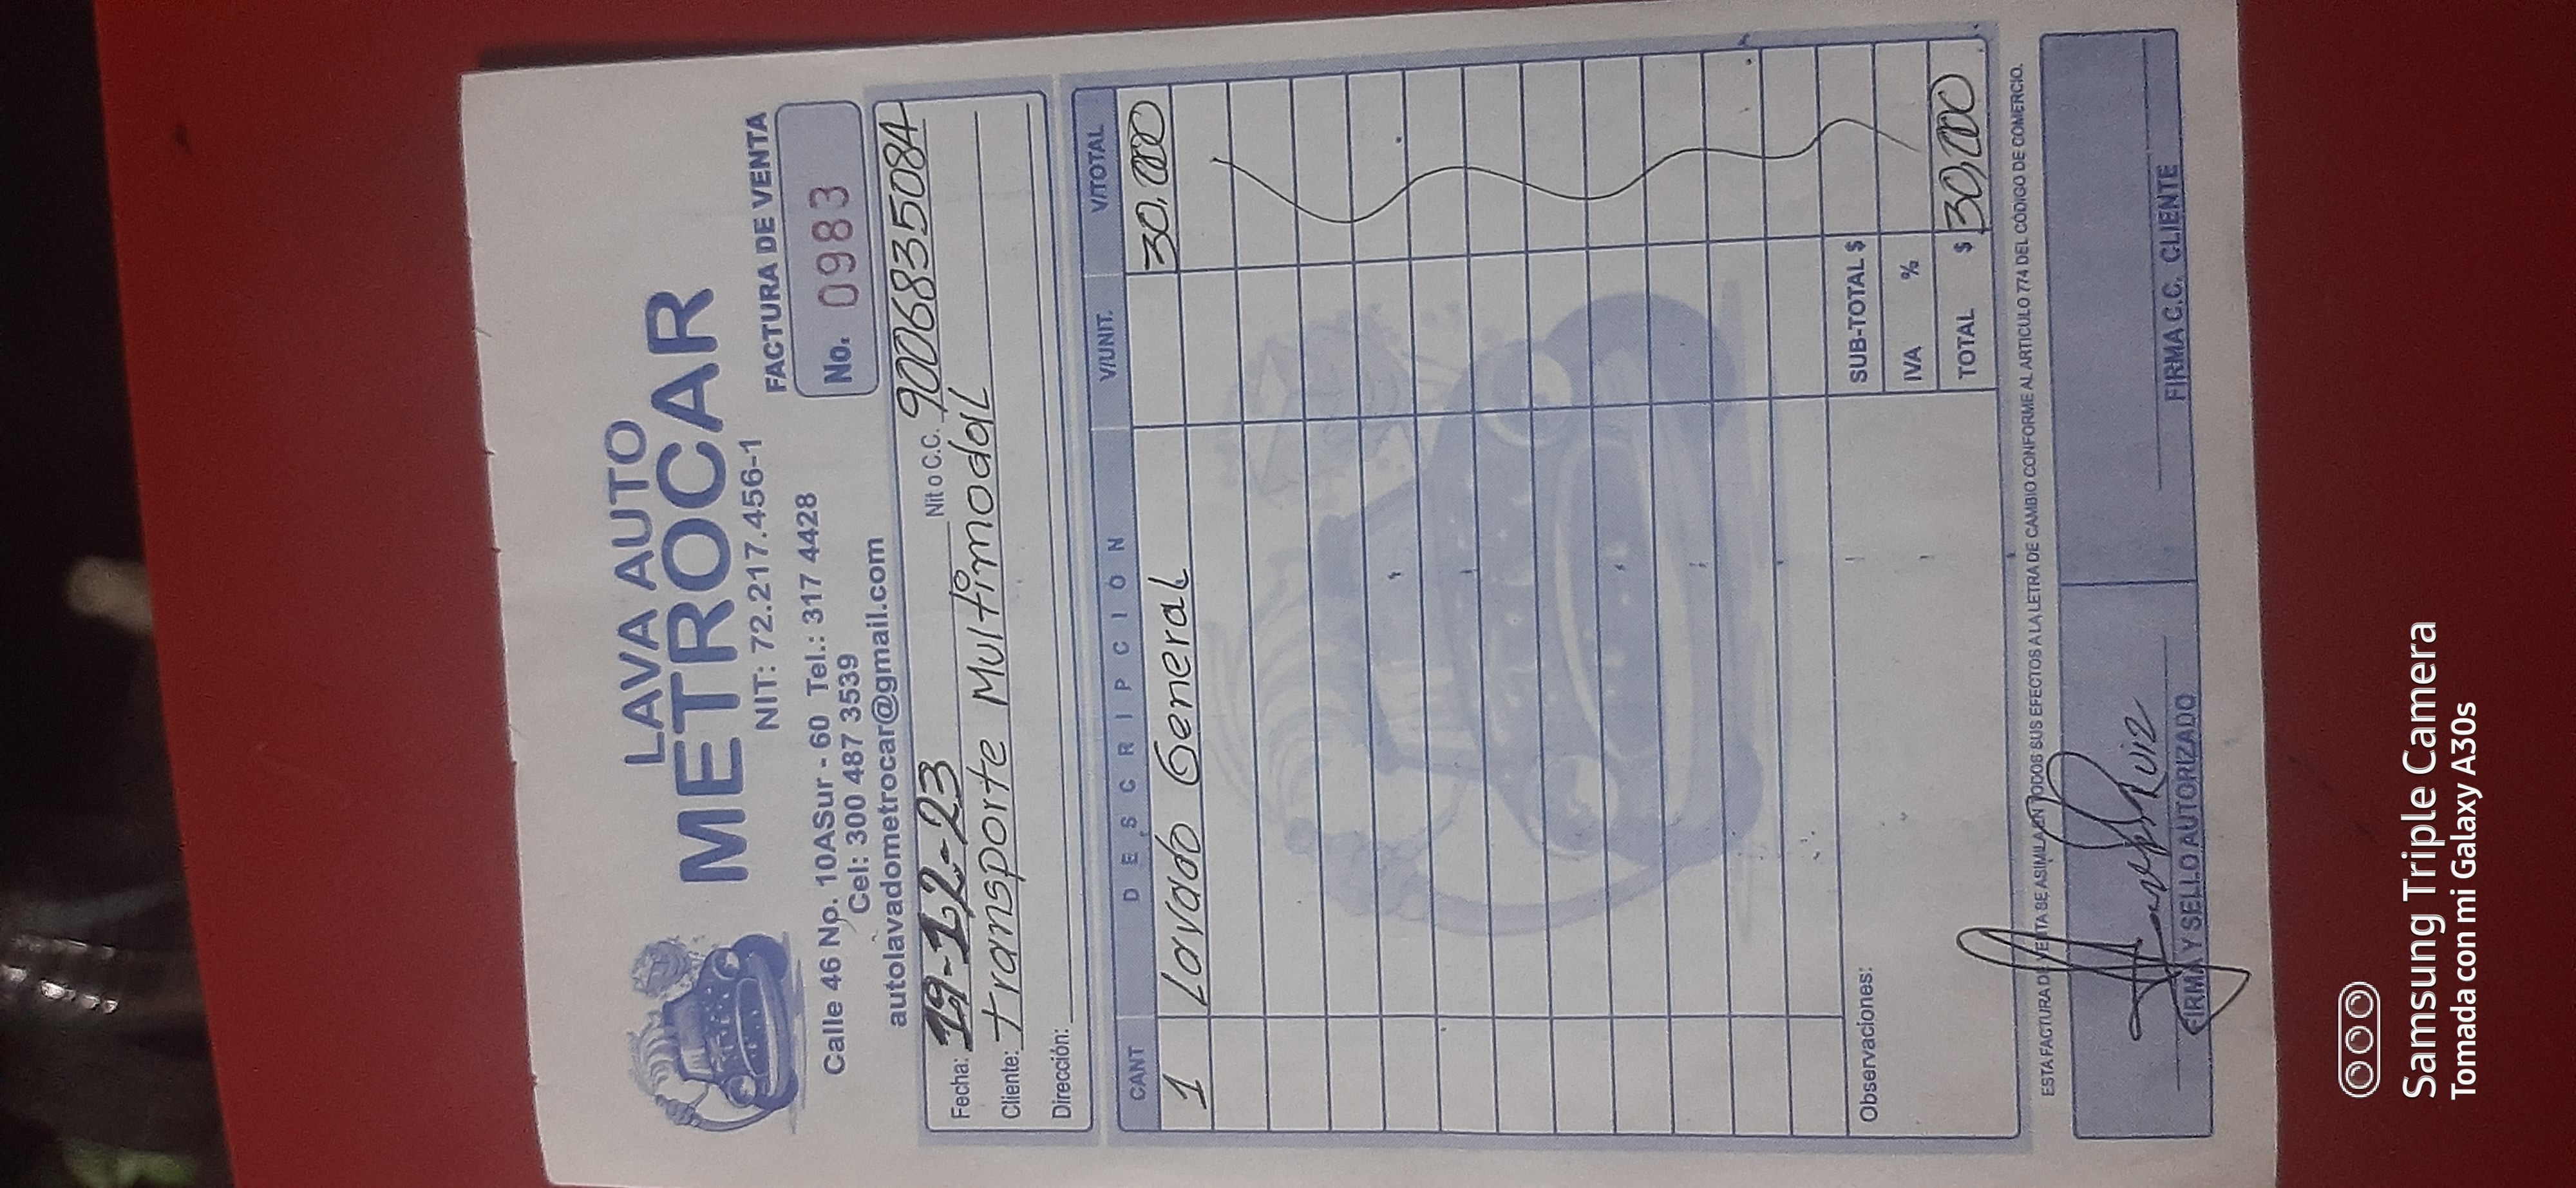 LAVA AUTO
METROCAR
NIT: 72.217.456-1
FACTURA DE VENTA
No. 0983
Calle 46 No. 10ASur - 60 Tel.: 317 4428
Cel: 300 487 3539
autolavadometrocar@gmail.com
Fecha: 19-12-23 Nit o C.C. 9006835084
Cliente: transporte Multimodal
Dirección:
CANT DESCRIPCIÓN V/UNIT. V/TOTAL
1 Lavado General 30.000
Observaciones:
SUB-TOTAL $
IVA %
TOTAL $ 30,000
ESTA FACTURA DE VENTA SE ASIMILA EN TODOS SUS EFECTOS A LA LETRA DE CAMBIO CONFORME AL ARTICULO 774 DEL CÓDIGO DE COMERCIO.
Ruiz
FIRMA Y SELLO AUTORIZADO FIRMA C.C. CLIENTE
Samsung Triple Camera
Tomada con mi Galaxy A30s